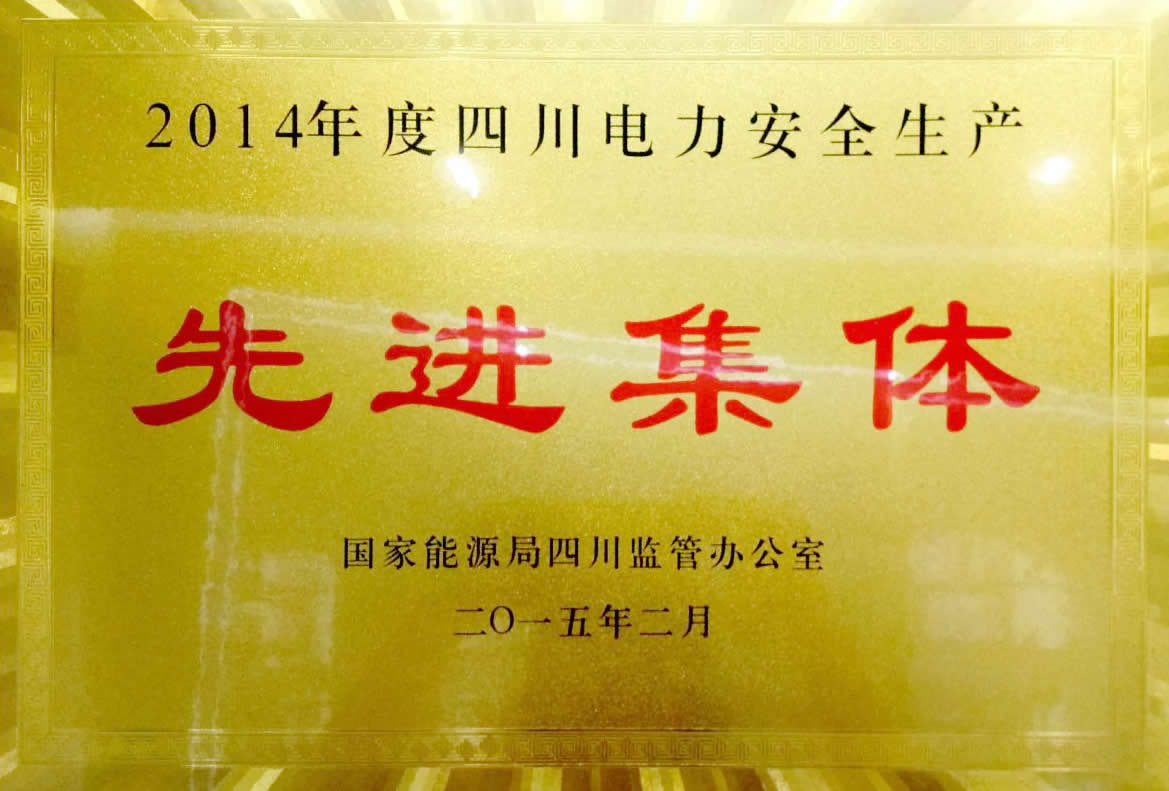 2014年度四川电力安全生产
先进集体
国家能源局四川监管办公室
二〇一五年二月